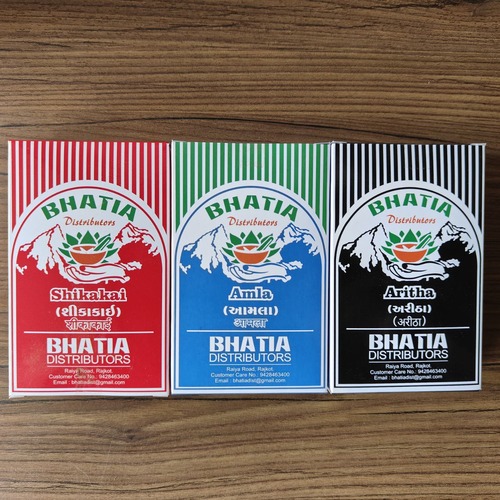 BHATIA
Distributors
Shikakai
(શીકાકાઈ)
शीकाकाई
BHATIA
DISTRIBUTORS
Raiya Road, Rajkot.
Customer Care No.: 9428463400
Email : bhatiadist@gmail.com
BHATIA
Distributors
Amla
(આમલા)
आमला
BHATIA
DISTRIBUTORS
Raiya Road, Rajkot.
Customer Care No.: 9428463400
Email : bhatiadist@gmail.com
BHATIA
Distributors
Aritha
(અરીઠા)
(अरीठा)
BHATIA
DISTRIBUTORS
Raiya Road, Rajkot.
Customer Care No.: 9428463400
Email : bhatiadist@gmail.com